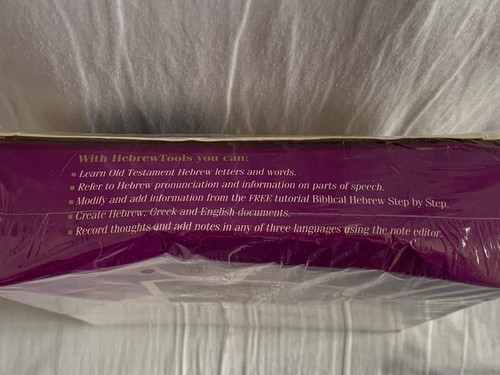 With HebrewTools you can:
▪ Learn Old Testament Hebrew letters and words.
▪ Refer to Hebrew pronunciation and information on parts of speech.
▪ Modify and add information from the FREE tutorial Biblical Hebrew Step by Step.
▪ Create Hebrew, Greek and English documents.
▪ Record thoughts and add notes in any of three languages using the note editor.